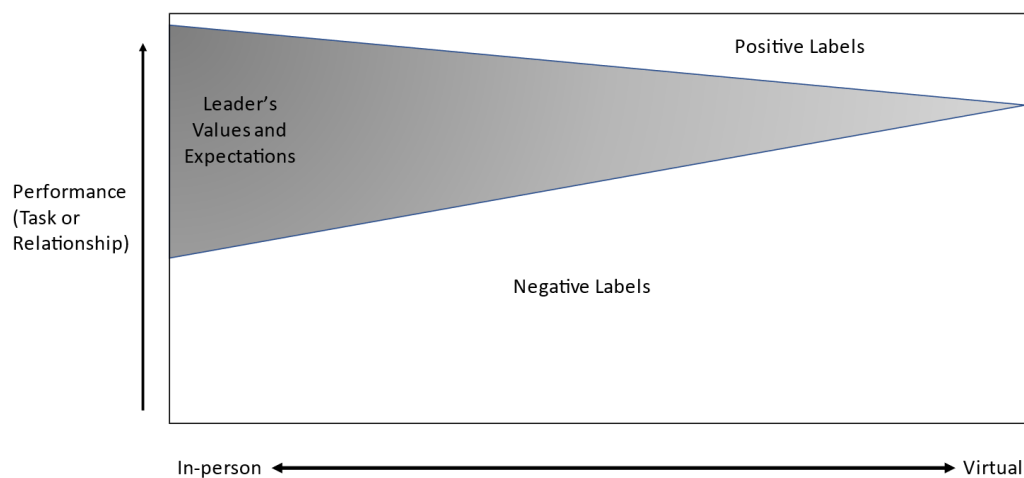 Positive Labels
Leader’s
Values and
Expectations
Performance
(Task or
Relationship)
Negative Labels
In-person
Virtual